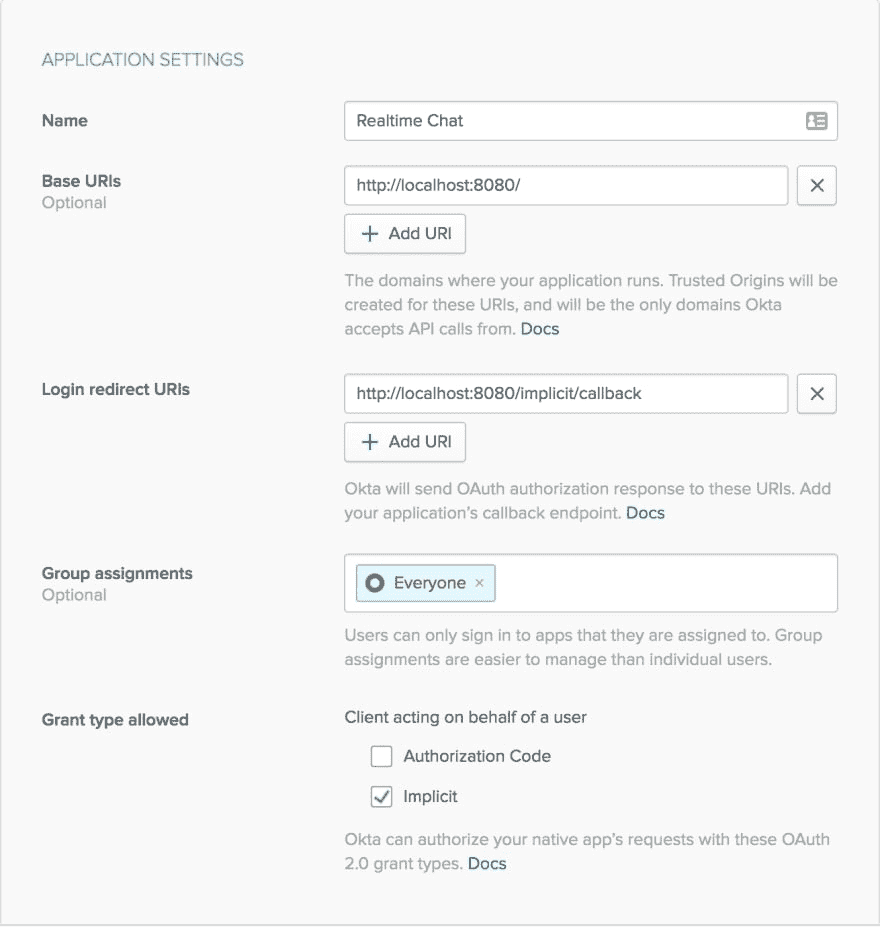 APPLICATION SETTINGS
Name
Realtime Chat
Base URIs
Optional
http://localhost:8080/
Add URI
The domains where your application runs. Trusted Origins will be
created for these URIs, and will be the only domains Okta
accepts API calls from. Docs
Login redirect URIs
http://localhost:8080/implicit/callback
Add URI
Okta will send OAuth authorization response to these URIs. Add
your application's callback endpoint. Docs
Group assignments
Optional
Everyone ×
Users can only sign in to apps that they are assigned to. Group
assignments are easier to manage than individual users.
Grant type allowed
Client acting on behalf of a user
Authorization Code
Implicit
Okta can authorize your native app's requests with these OAuth
2.0 grant types. Docs